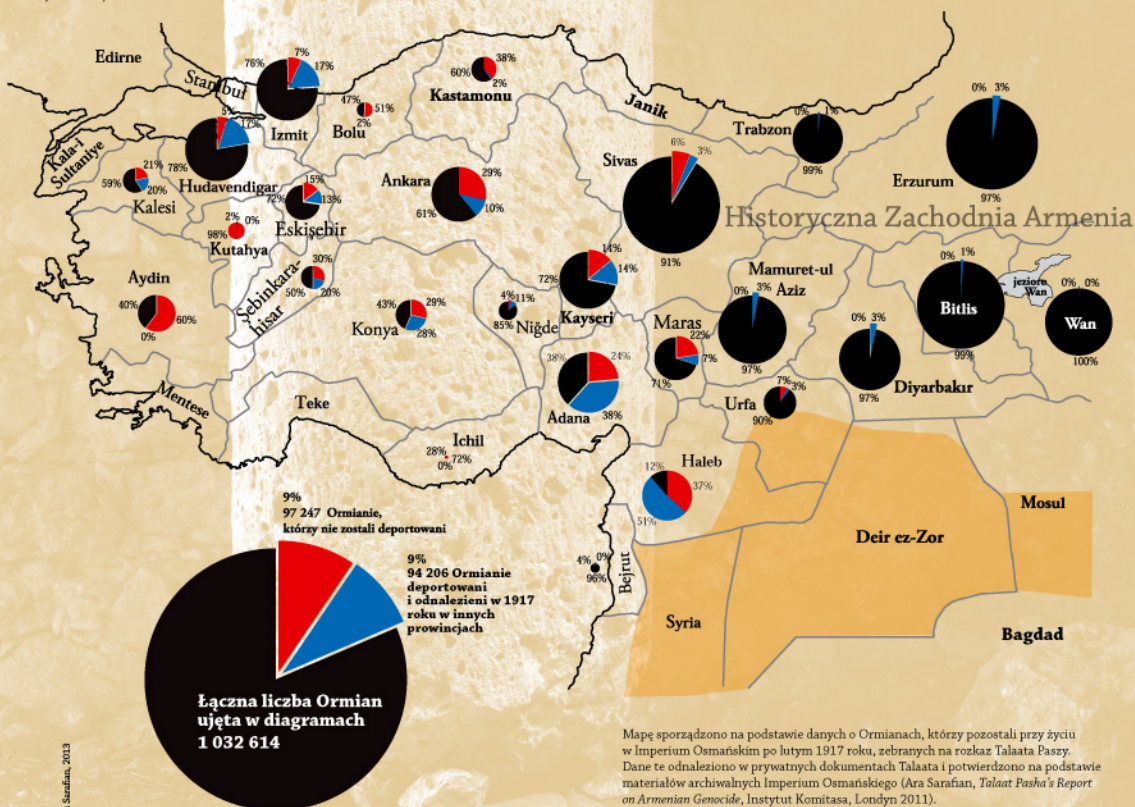 Edirne
Stambuł
76%
7%
17%
Izmit
5%
17%
78%
Hudavendigar
Kala-i
Sultaniye
21%
59%
20%
Kalesi
47%
51%
2%
Bolu
38%
60%
2%
Kastamonu
Janik
Trabzon
0%
1%
99%
0%
3%
Erzurum
97%
Sivas
6%
3%
91%
Ankara
29%
10%
61%
15%
72%
13%
Eskişehir
2%
0%
98%
Kutahya
Historyczna Zachodnia Armenia
30%
50%
20%
Şebinkara-
hisar
Aydin
40%
60%
0%
43%
29%
28%
Konya
4%
11%
85%
Niğde
14%
72%
14%
Kayseri
Mamuret-ul
Aziz
0%
3%
97%
0%
1%
Bitlis
99%
jezioro
Wan
0%
0%
Wan
100%
Maras
22%
7%
71%
0%
3%
97%
Diyarbakır
Mentese
Teke
38%
24%
38%
Adana
7%
3%
Urfa
90%
Ichil
28%
72%
0%
12%
Haleb
37%
51%
Mosul
Deir ez-Zor
4%
0%
96%
Bejrut
Syria
Bagdad
9%
97 247 Ormianie,
którzy nie zostali deportowani
9%
94 206 Ormianie
deportowani
i odnalezieni w 1917
roku w innych
prowincjach
Łączna liczba Ormian
ujęta w diagramach
1 032 614
Mapę sporządzono na podstawie danych o Ormianach, którzy pozostali przy życiu
w Imperium Osmańskim po lutym 1917 roku, zebranych na rozkaz Talaata Paszy.
Dane te odnaleziono w prywatnych dokumentach Talaata i potwierdzono na podstawie
materiałów archiwalnych Imperium Osmańskiego (Ara Sarafian, Talaat Pasha's Report
on Armenian Genocide, Instytut Komitasa, Londyn 2011).
Sarafian, 2013